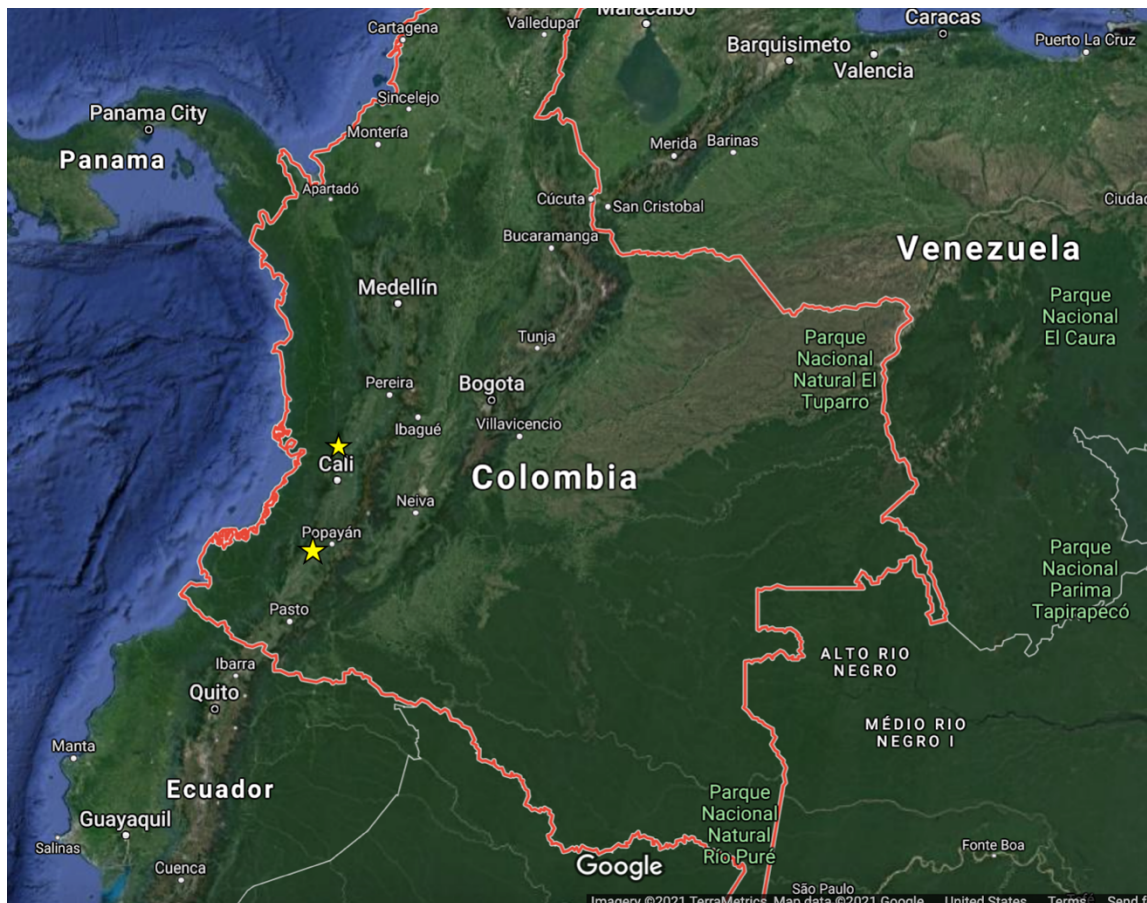 Cartagena
Valledupar
Maracaibo
Caracas
Barquisimeto
Puerto La Cruz
Valencia
Sincelejo
Panama City
Montería
Merida
Barinas
Panama
Apartadó
Cúcuta
San Cristobal
Ciudad
Bucaramanga
Venezuela
Medellín
Parque
Nacional
El Caura
Tunja
Parque
Nacional
Natural El
Tuparro
Pereira
Bogota
Ibagué
Villavicencio
Cali
Colombia
Neiva
Popayán
Parque
Nacional
Parima
Tapirapecó
Pasto
ALTO RIO
NEGRO
Ibarra
Quito
MÉDIO RIO
NEGRO I
Manta
Ecuador
Parque
Nacional
Natural
Río Puré
Guayaquil
Salinas
Fonte Boa
Google
Cuenca
São Paulo
Imagery ©2021 TerraMetrics, Map data ©2021 Google United States Terms Send